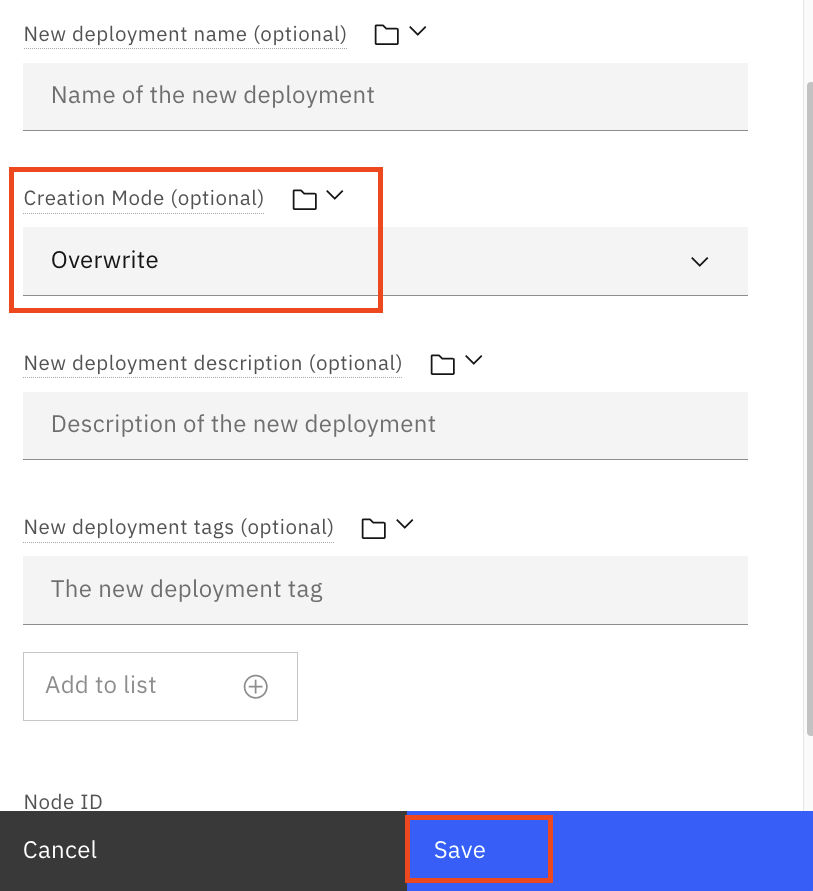 New deployment name (optional)
Name of the new deployment
Creation Mode (optional)
Overwrite
New deployment description (optional)
Description of the new deployment
New deployment tags (optional)
The new deployment tag
Add to list
Node ID
Cancel
Save